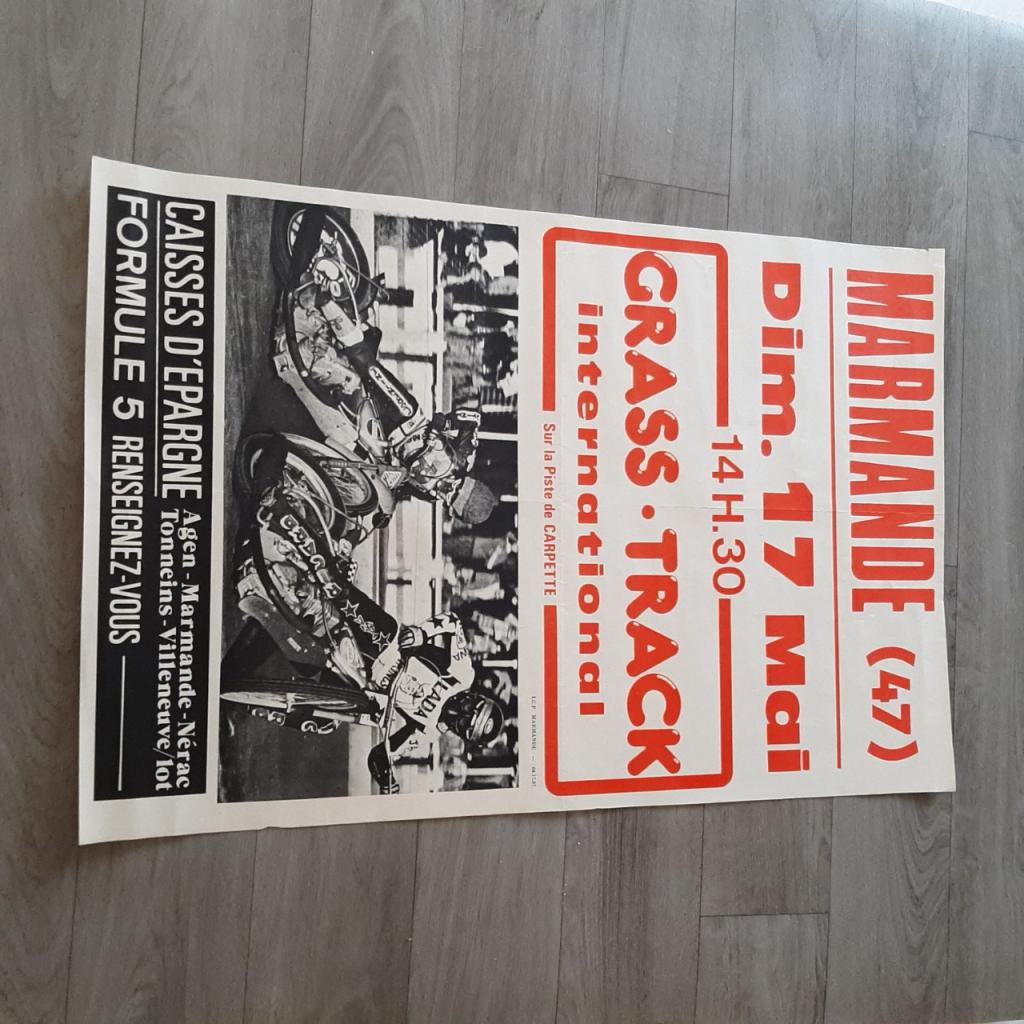 MARMANDE (47)
Dim. 17 Mai
14 H.30
GRASS·TRACK
international
Sur la Piste de CARPETTE
LADA
CAISSES D'EPARGNE Agen-Marmande-Nérac
Tonneins-Villeneuve/lot
FORMULE 5 RENSEIGNEZ-VOUS